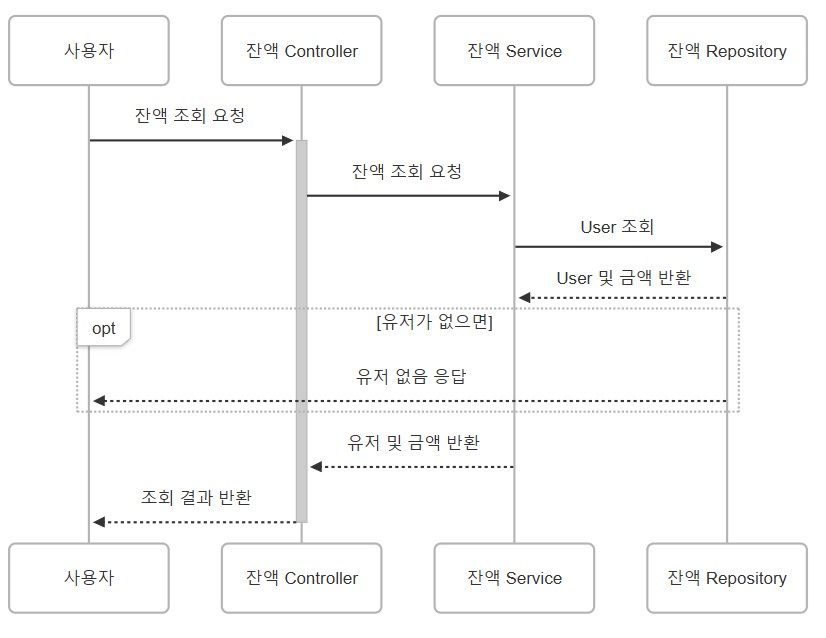 사용자
잔액 Controller
잔액 Service
잔액 Repository
잔액 조회 요청
잔액 조회 요청
User 조회
User 및 금액 반환
opt
[유저가 없으면]
유저 없음 응답
유저 및 금액 반환
조회 결과 반환
사용자
잔액 Controller
잔액 Service
잔액 Repository